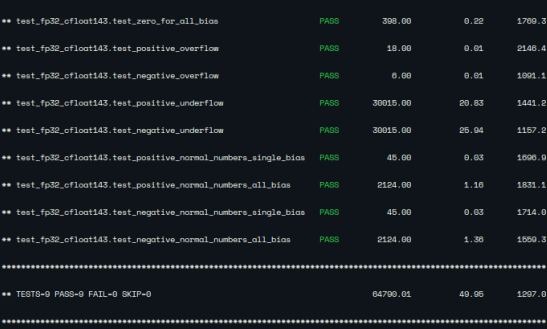 ** test_fp32_cfloat143.test_zero_for_all_bias PASS 398.00 0.22 1769.3
** test_fp32_cfloat143.test_positive_overflow PASS 18.00 0.01 2146.4
** test_fp32_cfloat143.test_negative_overflow PASS 6.00 0.01 1091.1
** test_fp32_cfloat143.test_positive_underflow PASS 30015.00 20.83 1441.2
** test_fp32_cfloat143.test_negative_underflow PASS 30015.00 25.94 1157.2
** test_fp32_cfloat143.test_positive_normal_numbers_single_bias PASS 45.00 0.03 1696.9
** test_fp32_cfloat143.test_positive_normal_numbers_all_bias PASS 2124.00 1.16 1831.1
** test_fp32_cfloat143.test_negative_normal_numbers_single_bias PASS 45.00 0.03 1714.0
** test_fp32_cfloat143.test_negative_normal_numbers_all_bias PASS 2124.00 1.36 1559.3
** TESTS=9 PASS=9 FAIL=0 SKIP=0 64790.01 49.95 1297.0